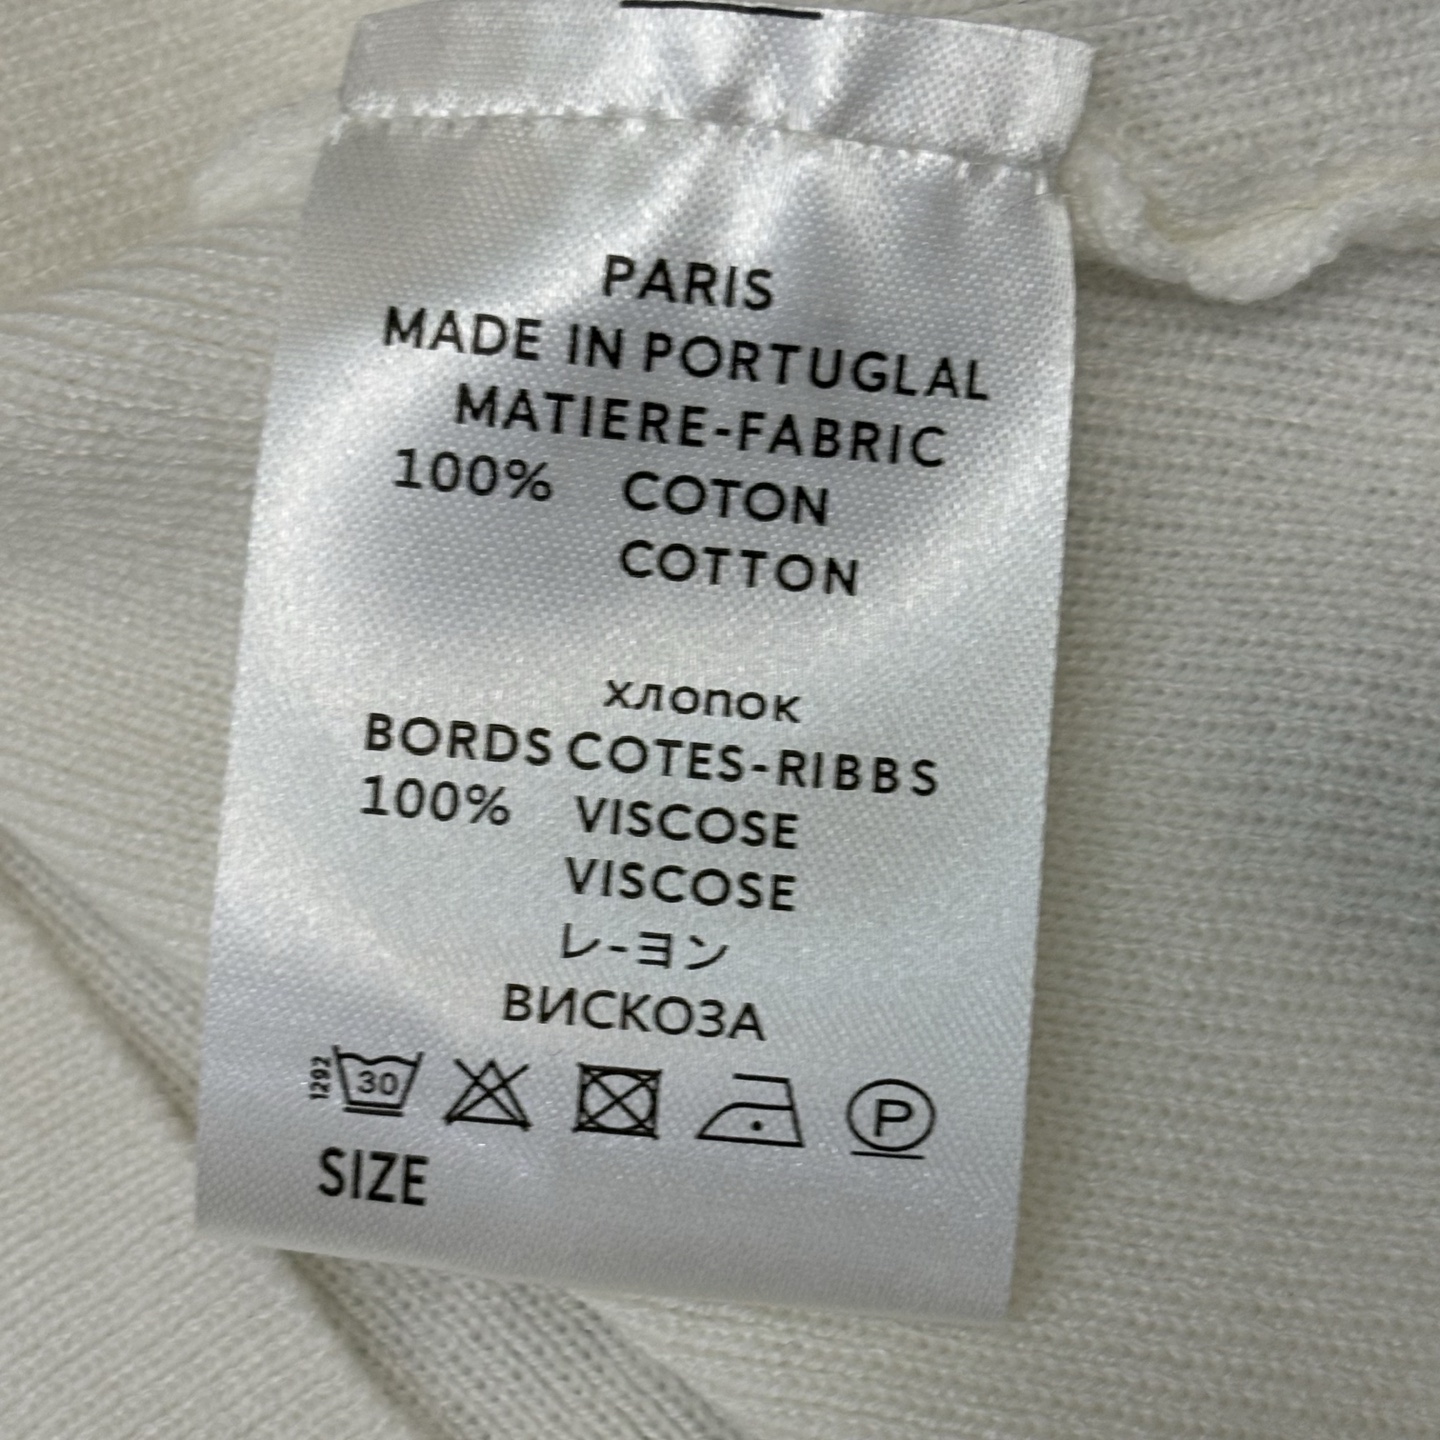 PARIS
MADE IN PORTUGLAL
MATIERE-FABRIC
100% COTON
COTTON
хлопок
BORDS COTES-RIBBS
100% VISCOSE
VISCOSE
レ-ヨン
ВИСКОЗА
1292 30 P
SIZE